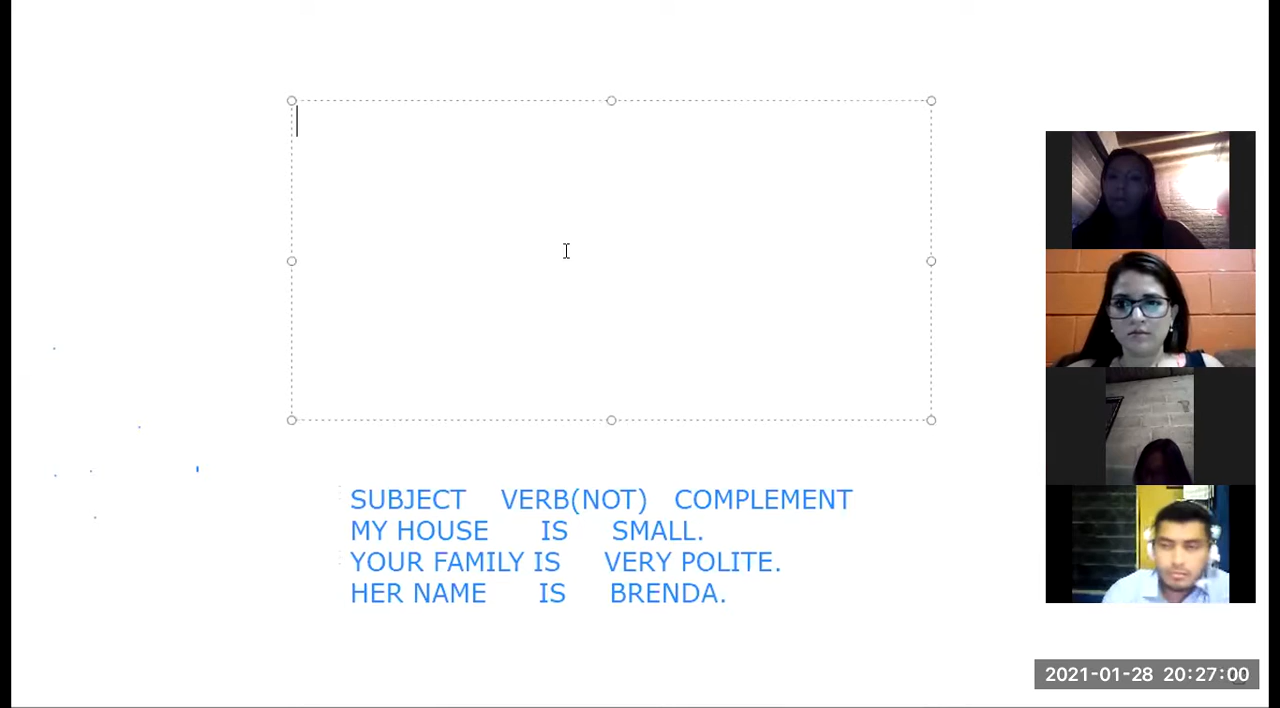 SUBJECT VERB(NOT) COMPLEMENT
MY HOUSE IS SMALL.
YOUR FAMILY IS VERY POLITE.
HER NAME IS BRENDA.
2021-01-28 20:27:00